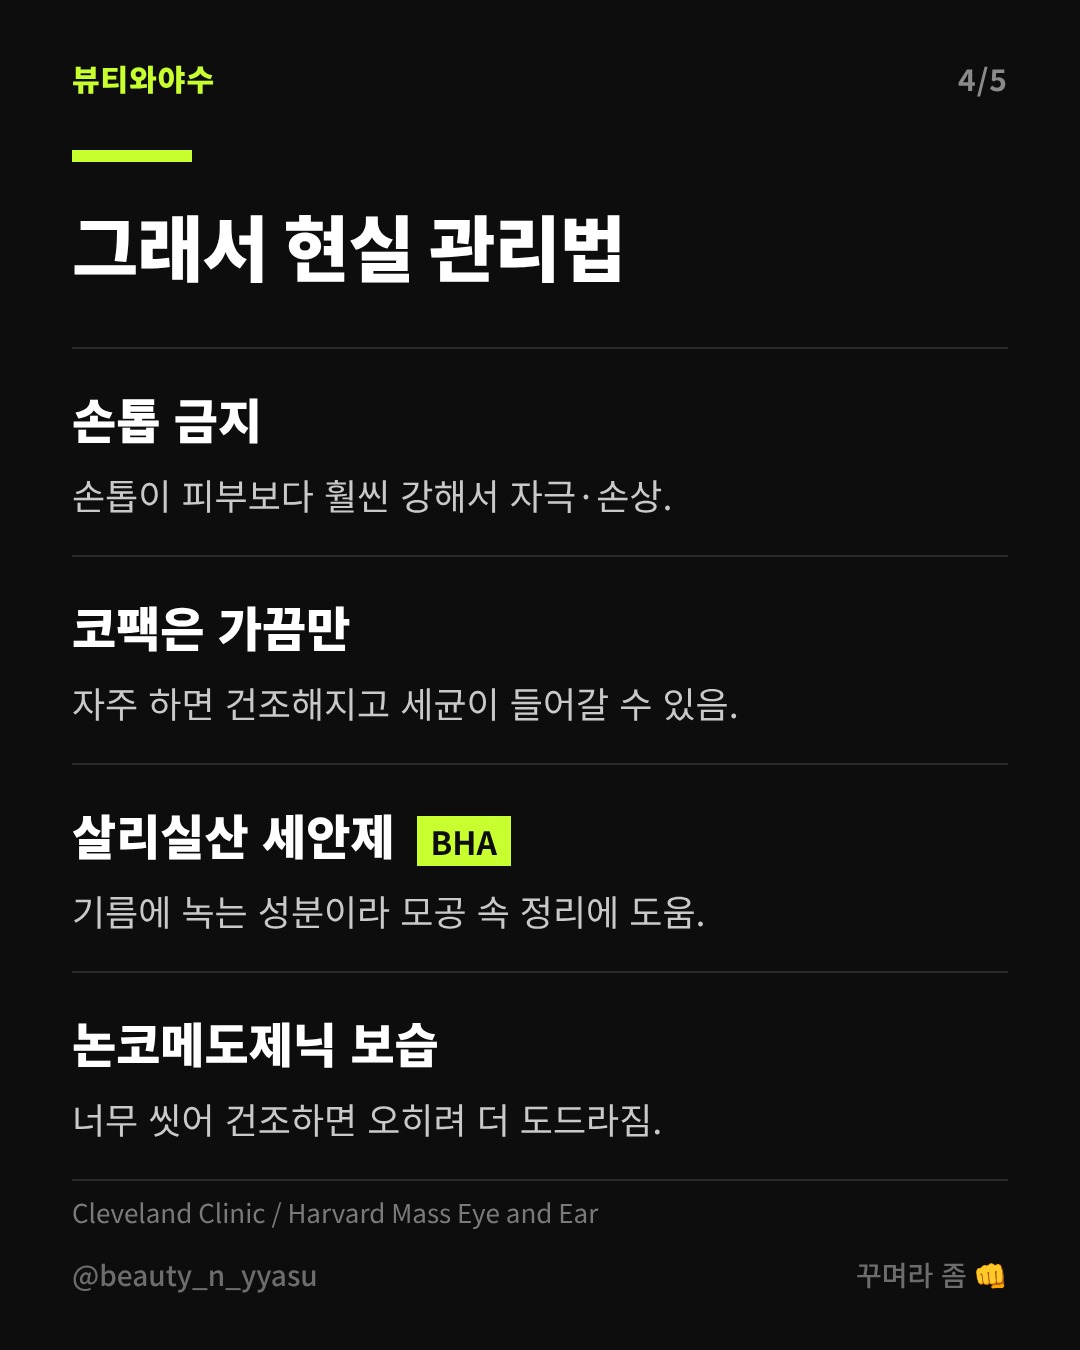 뷰티와야수
4/5
그래서 현실 관리법
손톱 금지
손톱이 피부보다 훨씬 강해서 자극·손상.
코팩은 가끔만
자주 하면 건조해지고 세균이 들어갈 수 있음.
살리실산 세안제 BHA
기름에 녹는 성분이라 모공 속 정리에 도움.
논코메도제닉 보습
너무 씻어 건조하면 오히려 더 도드라짐.
Cleveland Clinic / Harvard Mass Eye and Ear
@beauty_n_yyasu
꾸며라 좀 👊